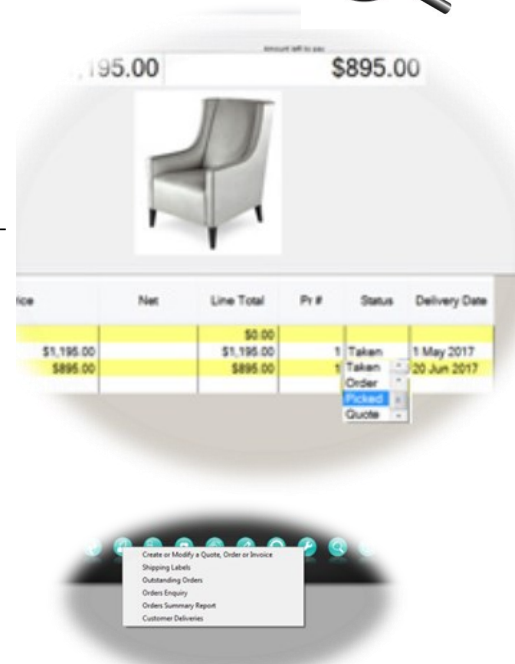 Amount left to pay
,195.00 $895.00
ice Net Line Total Pr # Status Delivery Date
$0.00
$1,195.00 $1,195.00 1 Taken 1 May 2017
$895.00 $895.00 1 Taken 20 Jun 2017
Order
Picked
Quote
Create or Modify a Quote, Order or Invoice
Shipping Labels
Outstanding Orders
Orders Enquiry
Orders Summary Report
Customer Deliveries